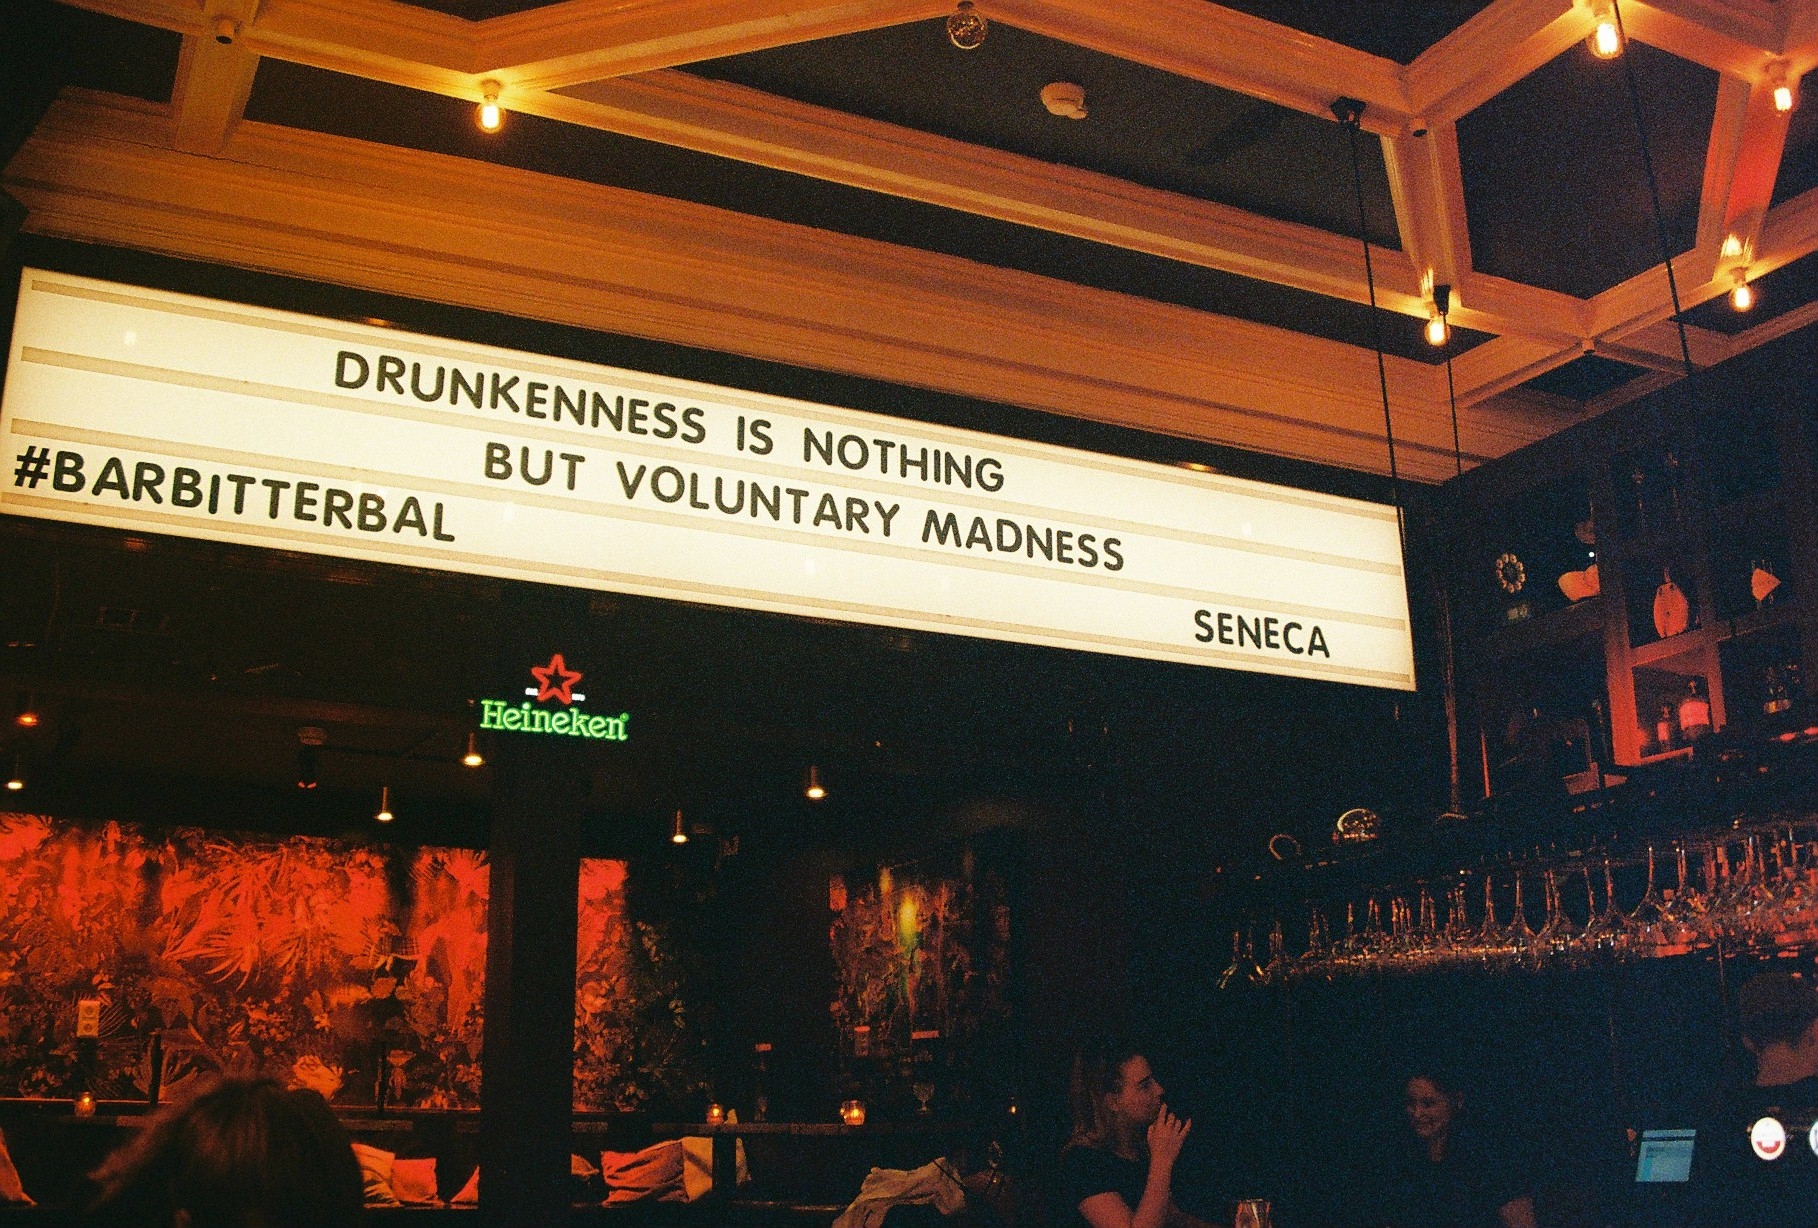 DRUNKENNESS IS NOTHING
BUT VOLUNTARY MADNESS
#BARBITTERBAL
SENECA
Heineken